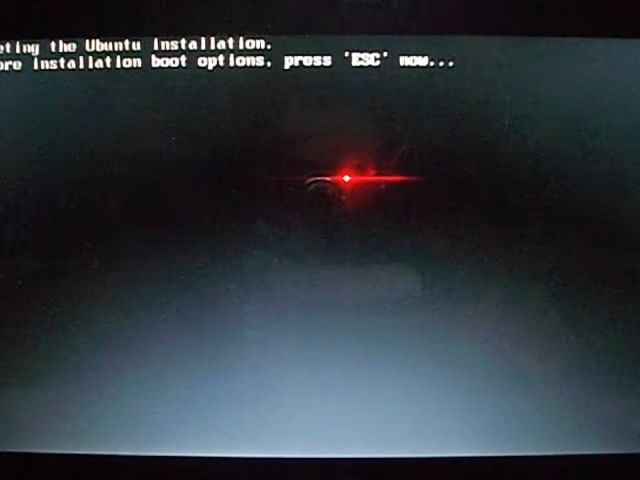 eting the Ubuntu installation.
ore installation boot options, press 'ESC' now...